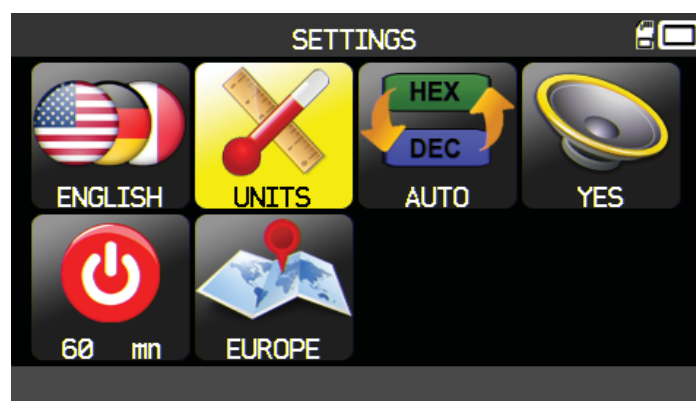 SETTINGS
HEX
DEC
ENGLISH UNITS AUTO YES
60 mn EUROPE